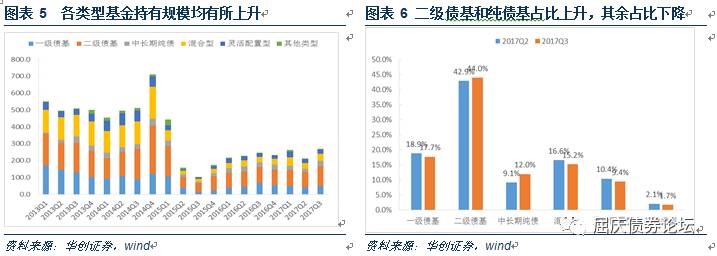 图表 5 各类型基金持有规模均有所上升
一级债基 二级债基 中长期纯债 混合型 灵活配置型 其他类型
800.0
700.0
600.0
500.0
400.0
300.0
200.0
100.0
0.0
2013Q1 2013Q2 2013Q3 2013Q4 2014Q1 2014Q2 2014Q3 2014Q4 2015Q1 2015Q2 2015Q3 2015Q4 2016Q1 2016Q2 2016Q3 2016Q4 2017Q1 2017Q2 2017Q3
资料来源：华创证券，wind
图表 6 二级债基和纯债基占比上升，其余占比下降
2017Q2 2017Q3
50.0%
45.0%
40.0%
35.0%
30.0%
25.0%
20.0%
15.0%
10.0%
5.0%
0.0%
18.9% 17.7% 42.9% 44.0% 9.1% 12.0% 16.6% 15.2% 10.4% 9.4% 2.1% 1.7%
一级债基 二级债基 中长期纯债
屈庆债券论坛
资料来源：华创证券，wind